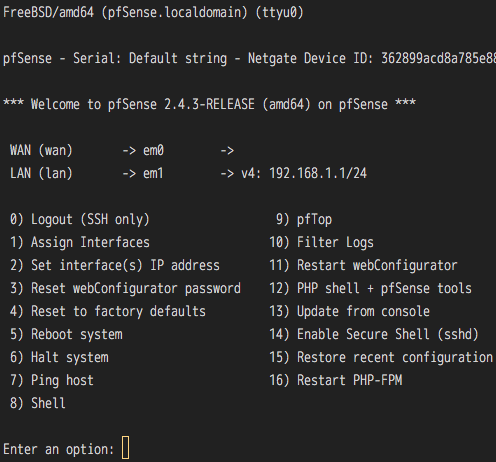 FreeBSD/amd64 (pfSense.localdomain) (ttyu0)
pfSense - Serial: Default string - Netgate Device ID: 362899acd8a785e88
*** Welcome to pfSense 2.4.3-RELEASE (amd64) on pfSense ***
WAN (wan) -> em0 ->
LAN (lan) -> em1 -> v4: 192.168.1.1/24
0) Logout (SSH only) 9) pfTop
1) Assign Interfaces 10) Filter Logs
2) Set interface(s) IP address 11) Restart webConfigurator
3) Reset webConfigurator password 12) PHP shell + pfSense tools
4) Reset to factory defaults 13) Update from console
5) Reboot system 14) Enable Secure Shell (sshd)
6) Halt system 15) Restore recent configuration
7) Ping host 16) Restart PHP-FPM
8) Shell
Enter an option: